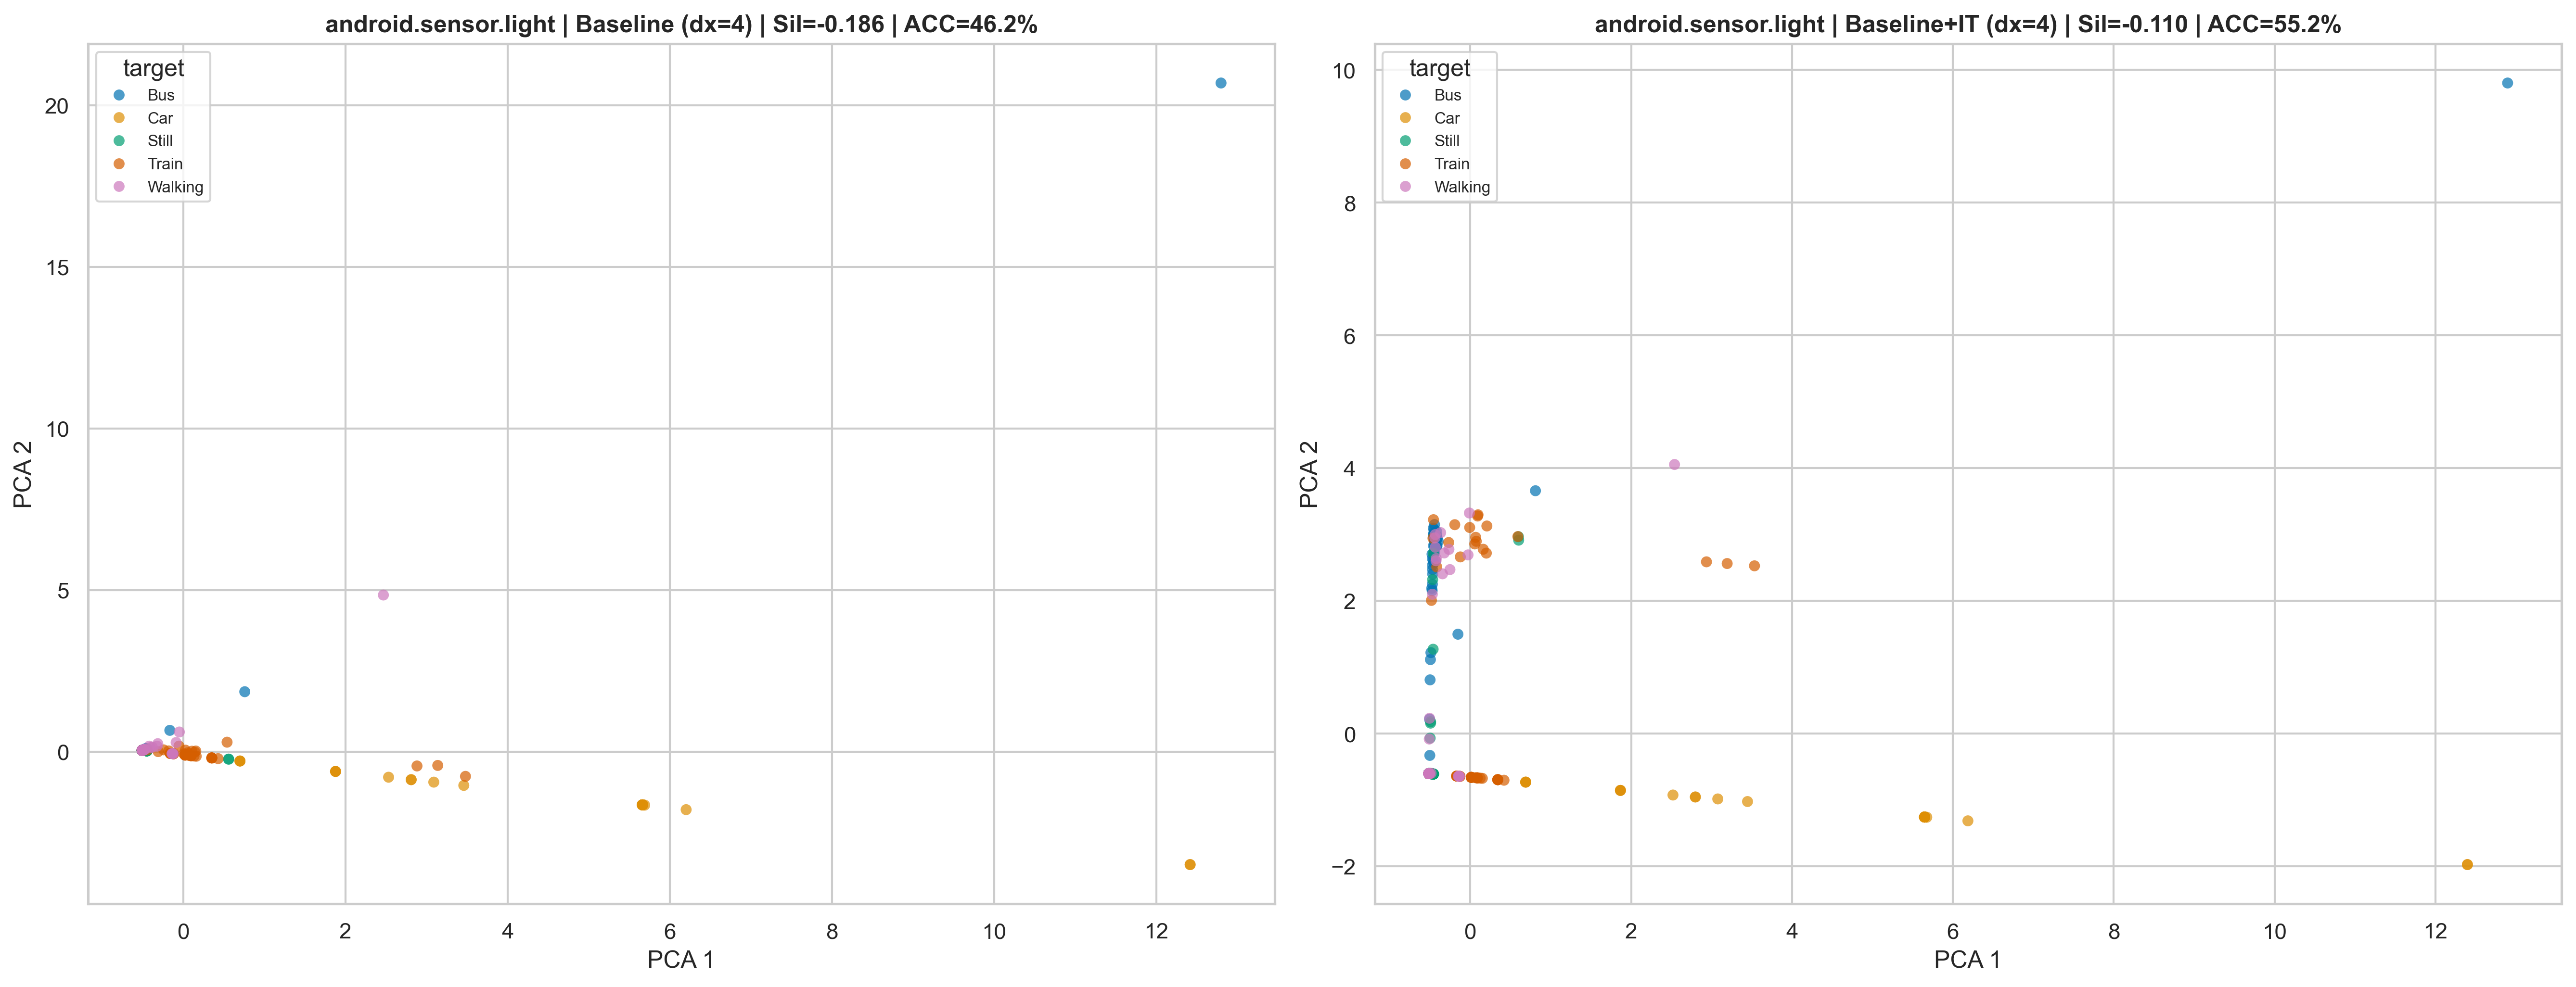 android.sensor.light | Baseline (dx=4) | Sil=-0.186 | ACC=46.2%
target
Bus
Car
Still
Train
Walking
20
15
10
5
0
PCA 2
0 2 4 6 8 10 12
PCA 1
android.sensor.light | Baseline+IT (dx=4) | Sil=-0.110 | ACC=55.2%
target
Bus
Car
Still
Train
Walking
10
8
6
4
2
0
−2
PCA 2
0 2 4 6 8 10 12
PCA 1